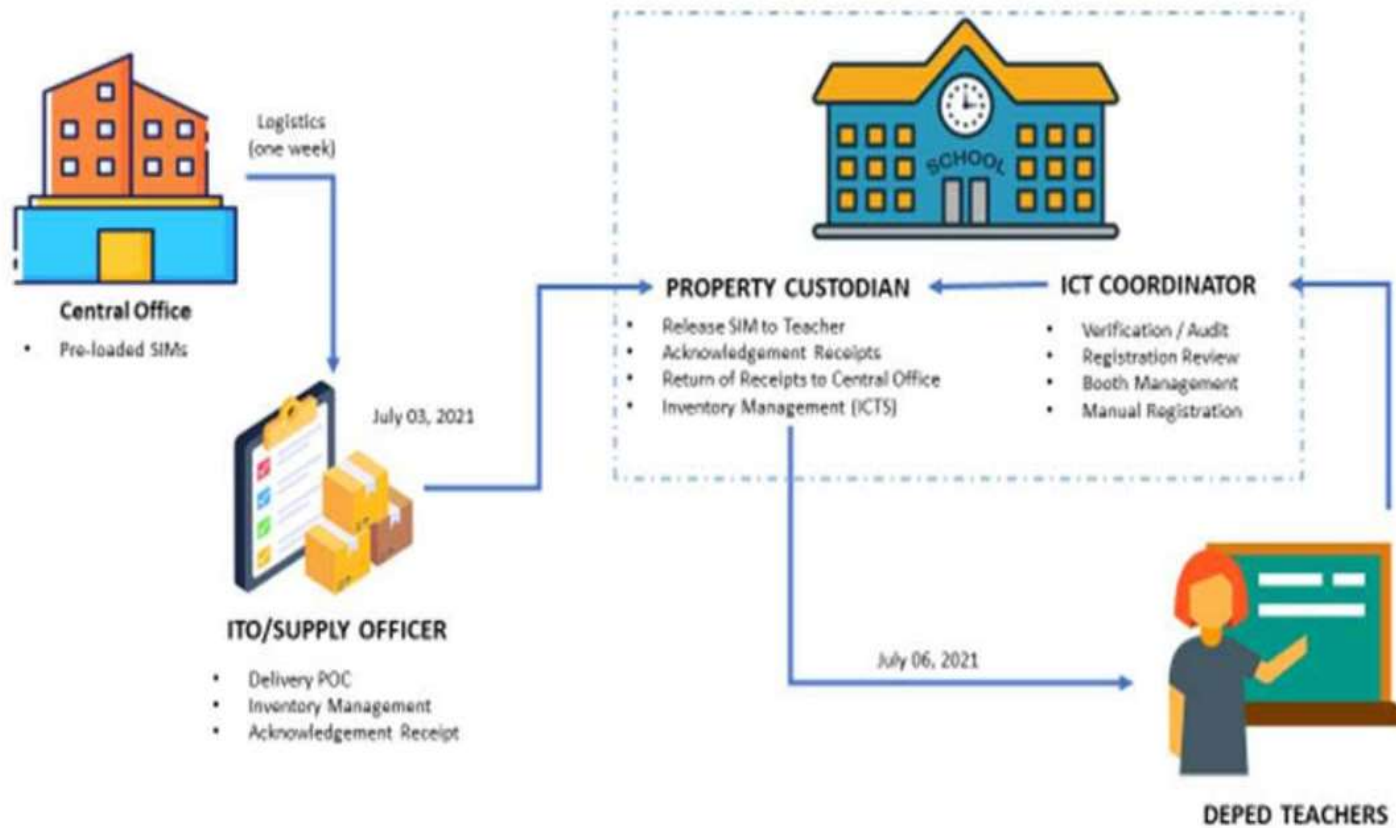 Logistics
(one week)
Central Office
• Pre-loaded SIMs
July 03, 2021
ITO/SUPPLY OFFICER
• Delivery POC
• Inventory Management
• Acknowledgement Receipt
SCHOOL
PROPERTY CUSTODIAN
• Release SIM to Teacher
• Acknowledgement Receipts
• Return of Receipts to Central Office
• Inventory Management (ICTS)
ICT COORDINATOR
• Verification / Audit
• Registration Review
• Booth Management
• Manual Registration
July 06, 2021
DEPED TEACHERS